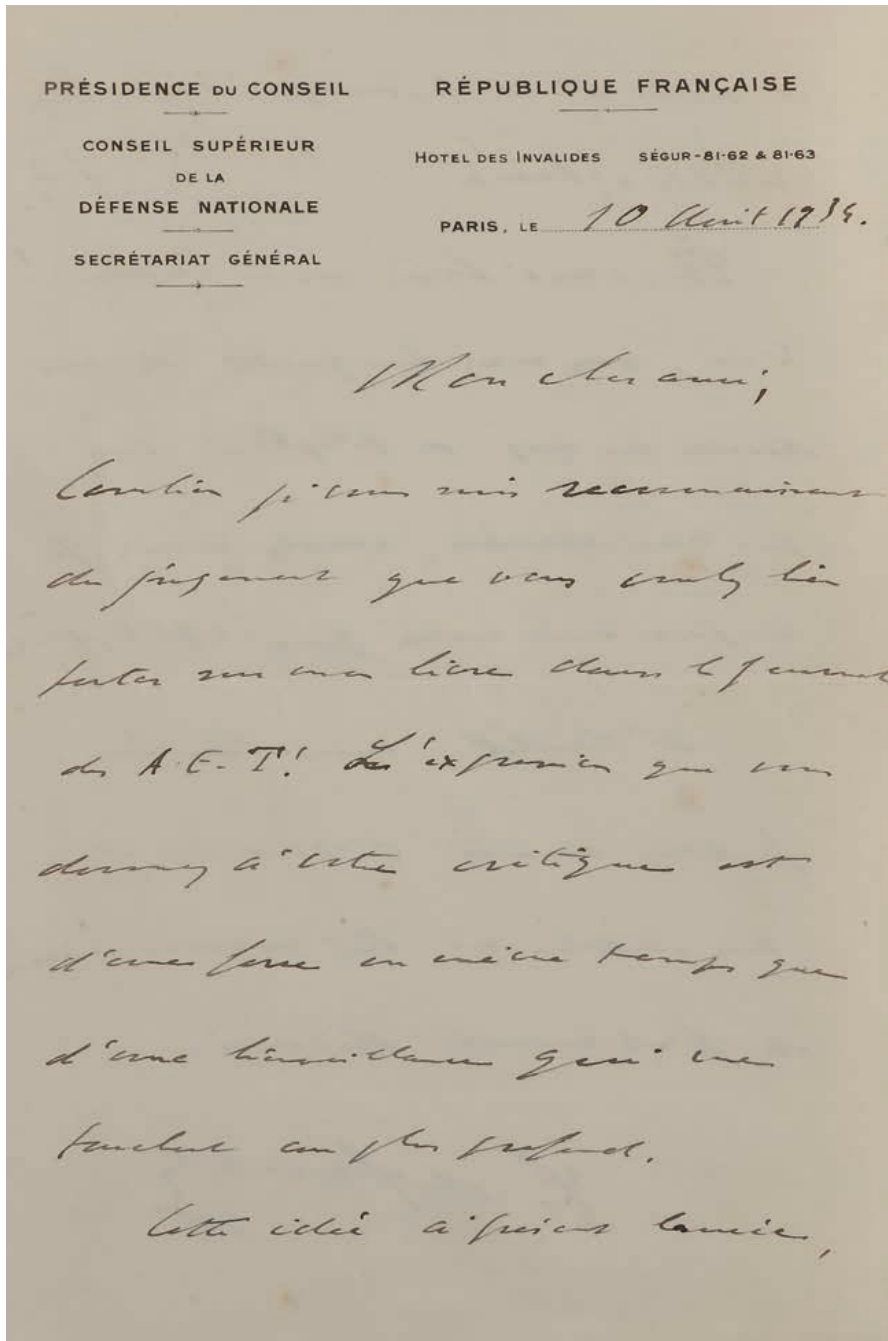 PRÉSIDENCE DU CONSEIL
CONSEIL SUPÉRIEUR
DE LA
DÉFENSE NATIONALE
SECRÉTARIAT GÉNÉRAL
RÉPUBLIQUE FRANÇAISE
HOTEL DES INVALIDES SÉGUR-81-62 & 81-63
PARIS, LE 10 Août 1934.
Mon cher ami,
Combien je vous suis reconnaissant
du jugement que vous voulez bien
porter sur mon livre dans le journal
des A.E-T! L'expression que vous
donnez à votre critique est
d'une force en même temps que
d'une bienveillance qui me
touchent au plus profond.
Cette idée à présent lancée,